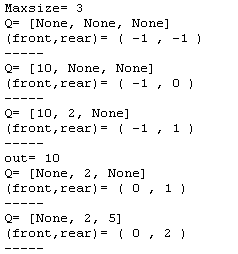 Maxsize= 3
Q= [None, None, None]
(front,rear)= ( -1 , -1 )
-----
Q= [10, None, None]
(front,rear)= ( -1 , 0 )
-----
Q= [10, 2, None]
(front,rear)= ( -1 , 1 )
-----
out= 10
Q= [None, 2, None]
(front,rear)= ( 0 , 1 )
-----
Q= [None, 2, 5]
(front,rear)= ( 0 , 2 )
-----